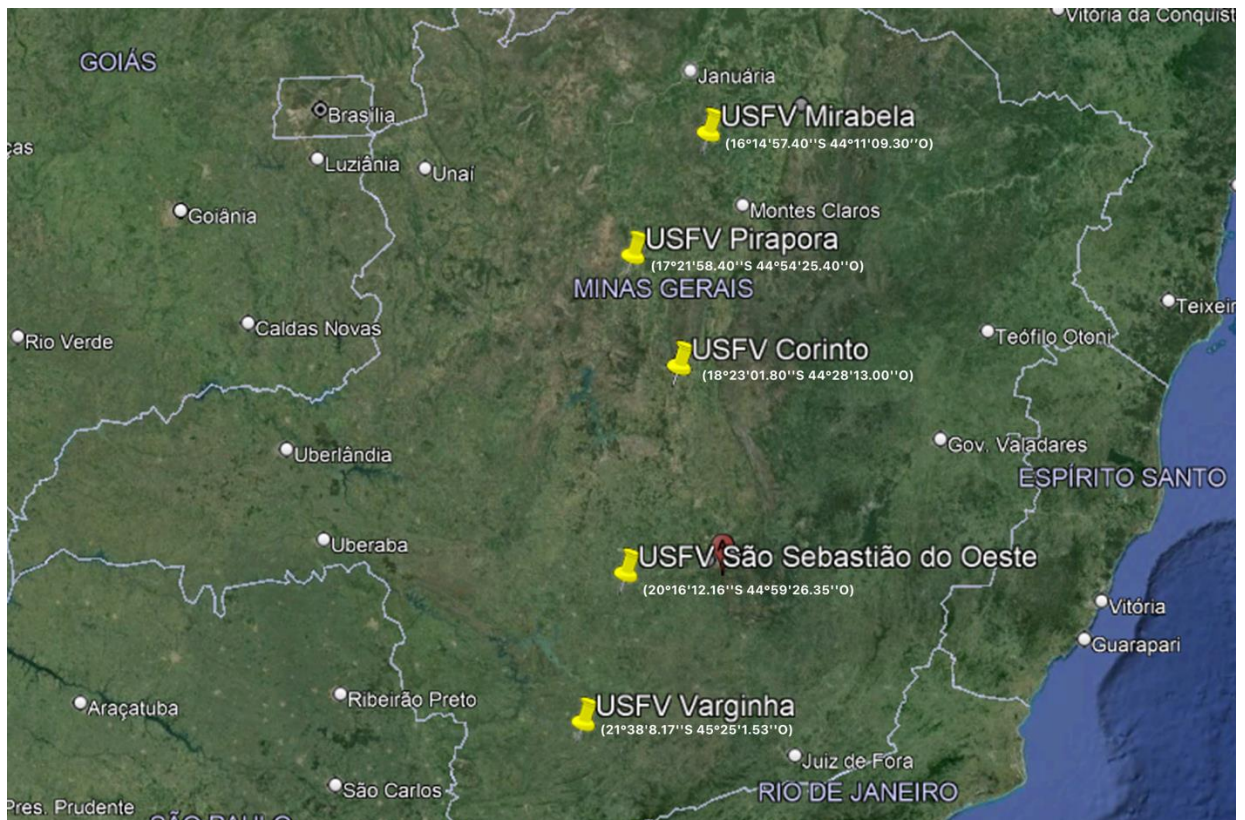 Vitória da Conquist
GOIÁS
Januária
Brasília
USFV Mirabela
(16°14'57.40''S 44°11'09.30''O)
ças
Luziânia
Unaí
Goiânia
Montes Claros
USFV Pirapora
(17°21'58.40''S 44°54'25.40''O)
MINAS GERAIS
Teixeir
Caldas Novas
Rio Verde
Teófilo Otoni
USFV Corinto
(18°23'01.80''S 44°28'13.00''O)
Uberlândia
Gov. Valadares
ESPÍRITO SANTO
Uberaba
USFV São Sebastião do Oeste
(20°16'12.16''S 44°59'26.35''O)
Vitória
Guarapari
Ribeirão Preto
Araçatuba
USFV Varginha
(21°38'8.17''S 45°25'1.53''O)
Juiz de Fora
São Carlos
RIO DE JANEIRO
Pres. Prudente
SÃO PAULO